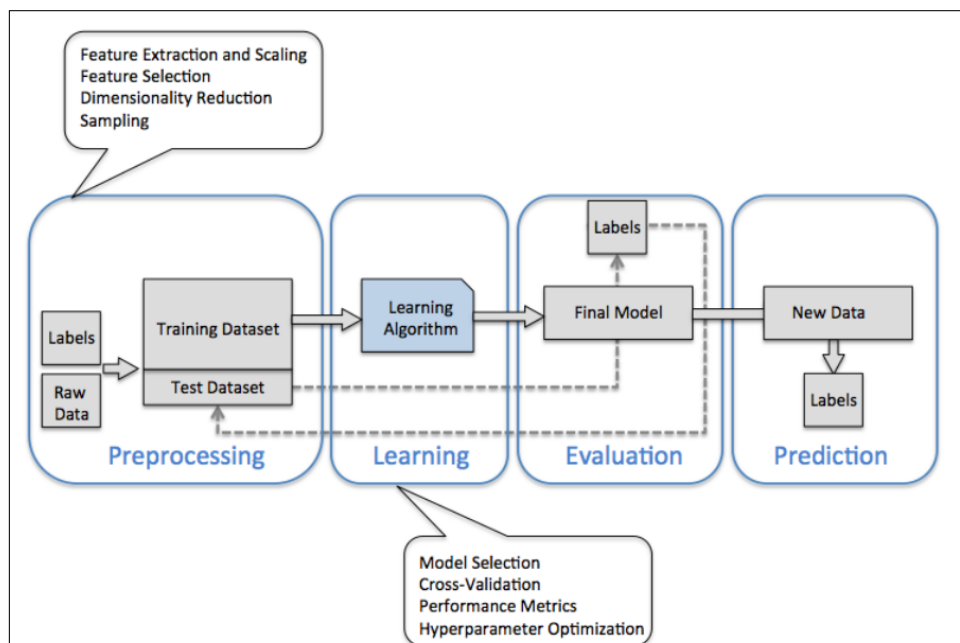 Feature Extraction and Scaling
Feature Selection
Dimensionality Reduction
Sampling
Labels
Raw
Data
Training Dataset
Test Dataset
Preprocessing
Learning
Algorithm
Learning
Labels
Final Model
Evaluation
New Data
Labels
Prediction
Model Selection
Cross-Validation
Performance Metrics
Hyperparameter Optimization